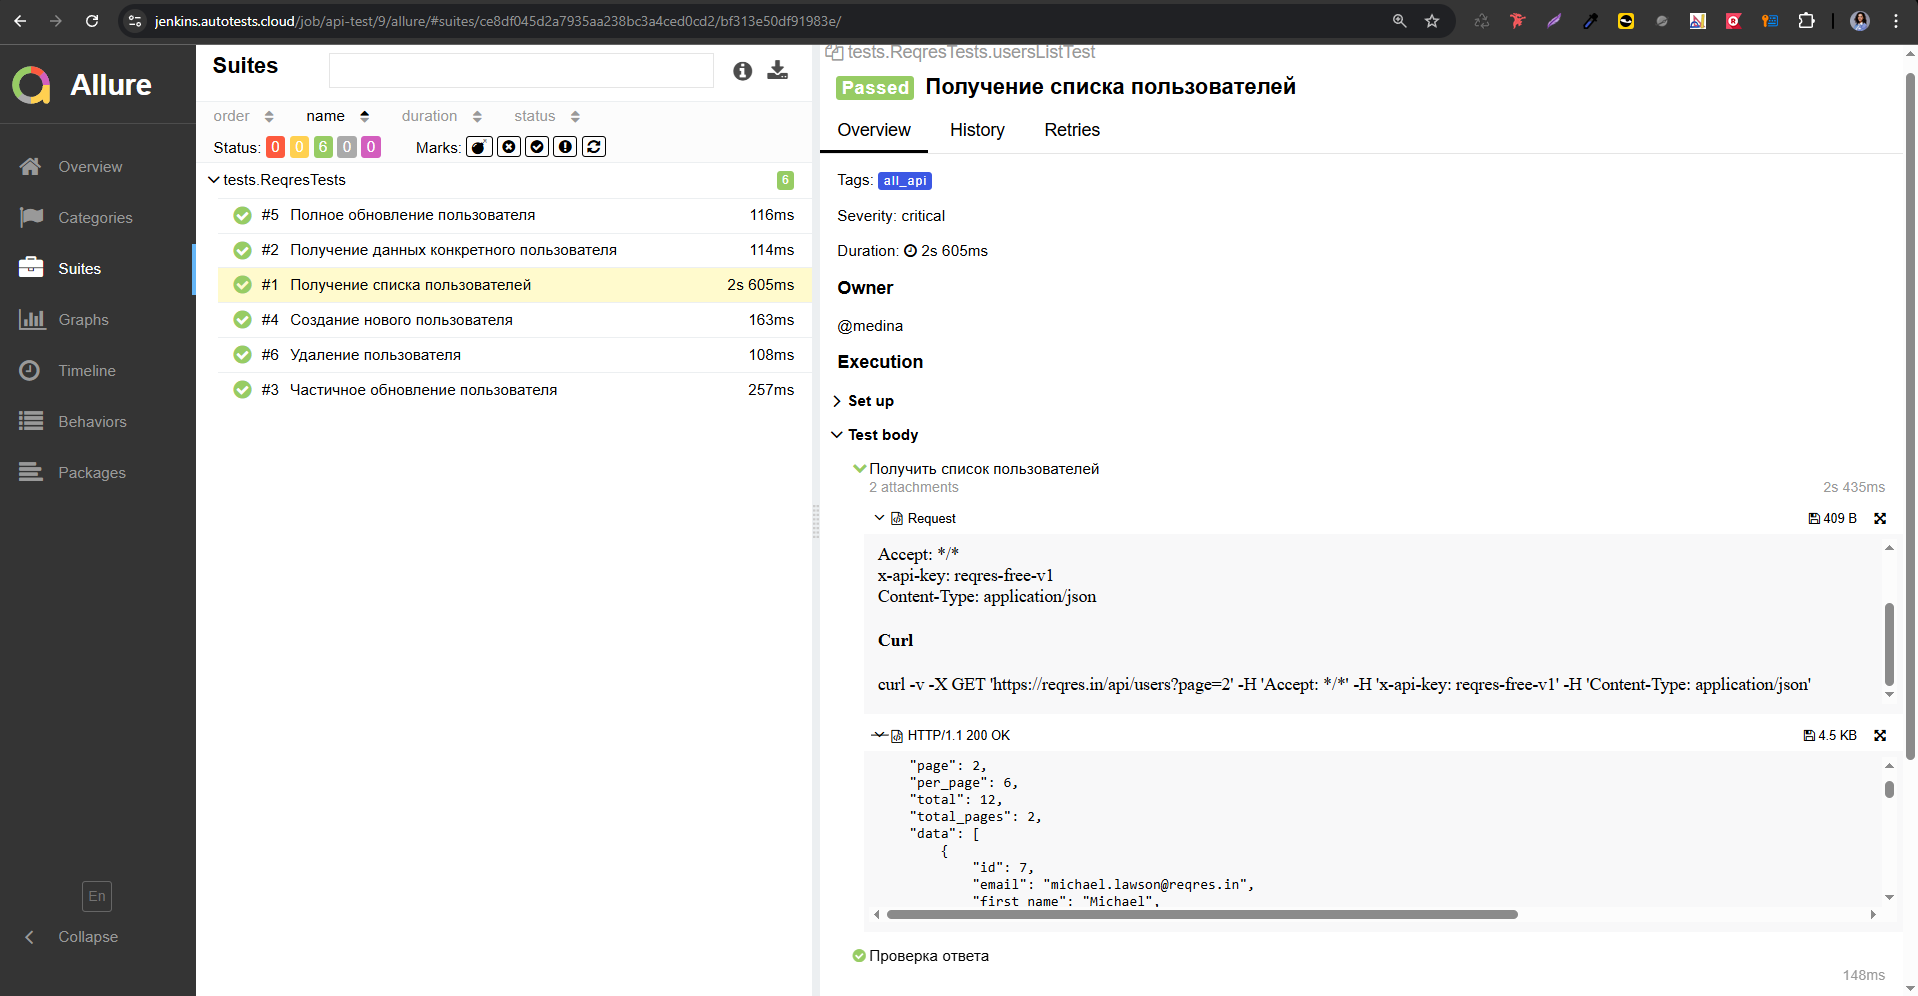 jenkins.autotests.cloud/job/api-test/9/allure/#suites/ce8df045d2a7935aa238bc3a4ced0cd2/bf313e50df91983e/
Allure
Overview
Categories
Suites
Graphs
Timeline
Behaviors
Packages
En
Collapse
Suites
order name duration status
Status: 0 0 6 0 0 Marks:
tests.ReqresTests 6
#5 Полное обновление пользователя 116ms
#2 Получение данных конкретного пользователя 114ms
#1 Получение списка пользователей 2s 605ms
#4 Создание нового пользователя 163ms
#6 Удаление пользователя 108ms
#3 Частичное обновление пользователя 257ms
tests.ReqresTests.usersListTest
Passed Получение списка пользователей
Overview History Retries
Tags: all_api
Severity: critical
Duration: 2s 605ms
Owner
@medina
Execution
Set up
Test body
Получить список пользователей
2 attachments 2s 435ms
Request 409 B
Accept: */*
x-api-key: reqres-free-v1
Content-Type: application/json
Curl
curl -v -X GET 'https://reqres.in/api/users?page=2' -H 'Accept: */*' -H 'x-api-key: reqres-free-v1' -H 'Content-Type: application/json'
HTTP/1.1 200 OK 4.5 KB
"page": 2,
"per_page": 6,
"total": 12,
"total_pages": 2,
"data": [
{
"id": 7,
"email": "michael.lawson@reqres.in",
"first_name": "Michael",
Проверка ответа
148ms